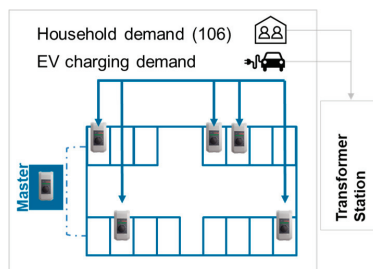 Household demand (106)
EV charging demand
Master
Transformer
Station